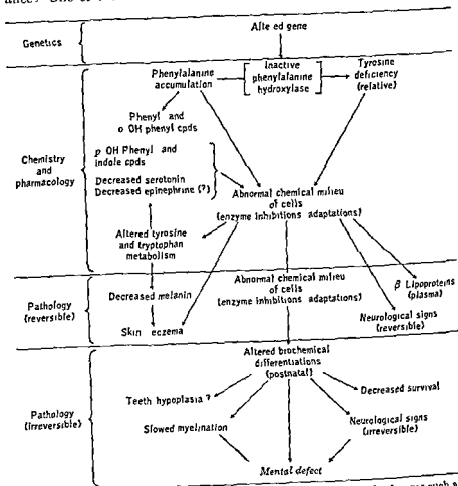 Genetics
Alte ed gene
Phenylalanine
accumulation
Inactive
phenylalanine
hydroxylase
Tyrosine
deficiency
(relative)
Phenyl and
o OH phenyl cpds
Chemistry
and
pharmacology
p OH Phenyl and
indole cpds
Decreased serotonin
Decreased epinephrine (?)
Abnormal chemical milieu
of cells
(enzyme inhibitions adaptations)
Altered tyrosine
and tryptophan
metabolism
Pathology
(reversible)
Decreased melanin
Skin eczema
Abnormal chemical milieu
of cells
(enzyme inhibitions adaptations)
β Lipoproteins
(plasma)
Neurological signs
(reversible)
Pathology
(irreversible)
Altered biochemical
differentiations
(postnatal)
Teeth hypoplasia ?
Decreased survival
Slowed myelination
Neurological signs
(irreversible)
Mental defect
such a